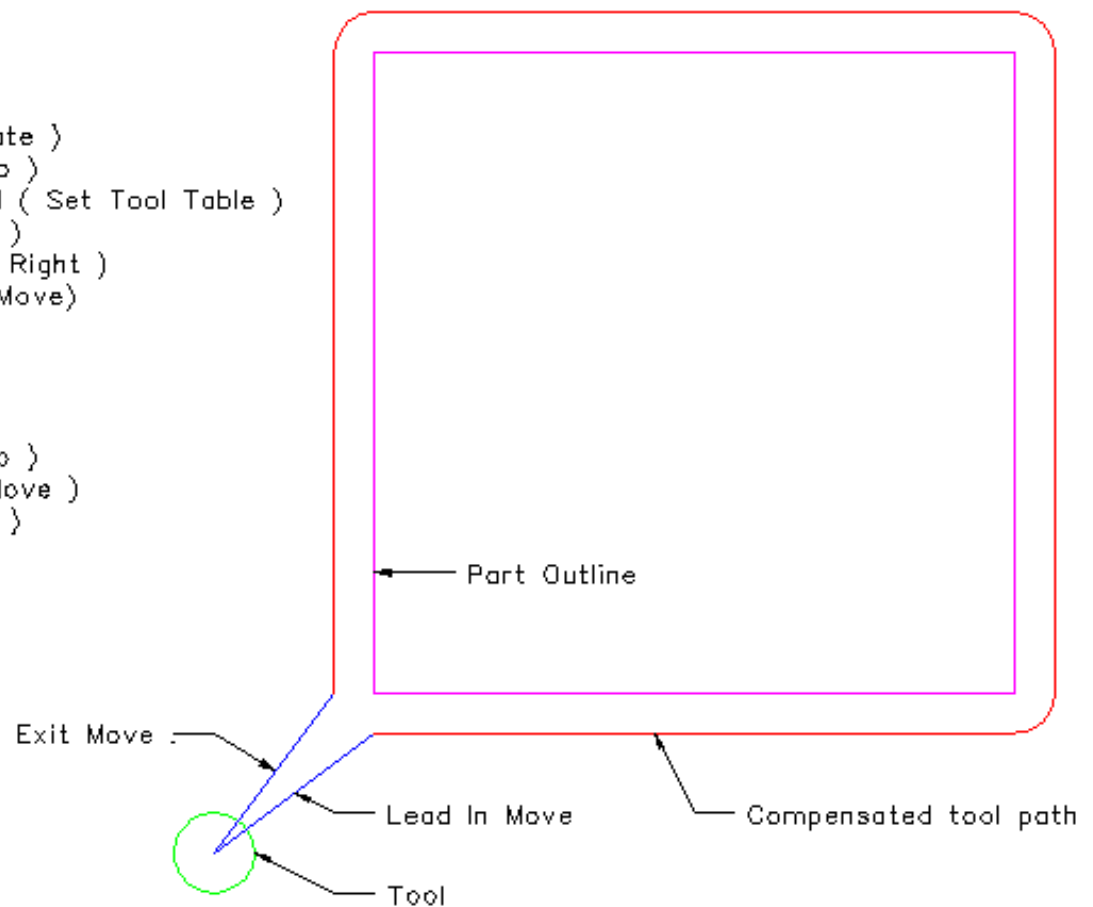 ate )
p )
( Set Tool Table )
)
Right )
Move)
p )
Move )
)
Part Outline
Exit Move
Lead In Move
Compensated tool path
Tool